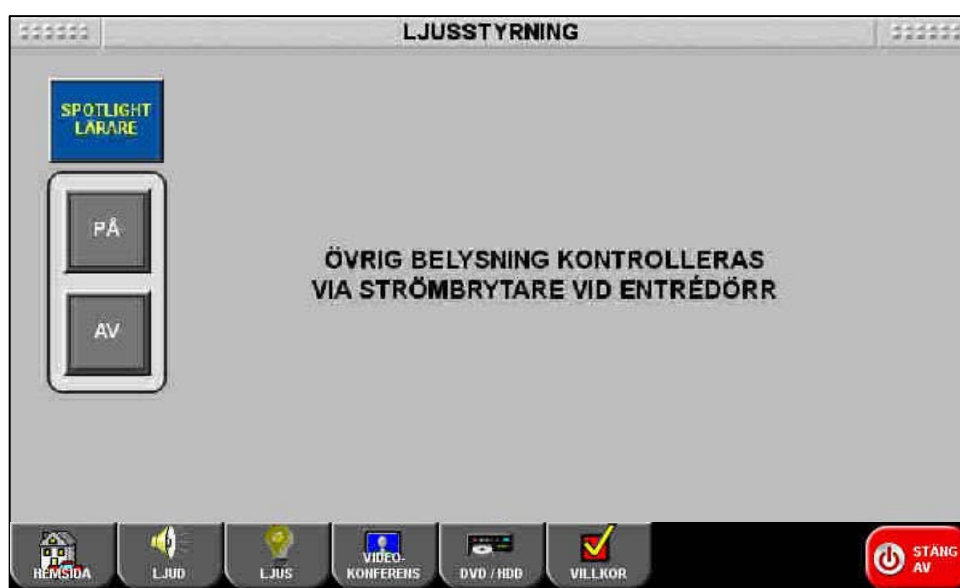 LJUSSTYRNING
SPOTLIGHT
LÄRARE
PÅ
AV
ÖVRIG BELYSNING KONTROLLERAS
VIA STRÖMBRYTARE VID ENTRÉDÖRR
HEMSIDA
LJUD
LJUS
VIDEO-
KONFERENS
DVD / HDD
VILLKOR
STÄNG
AV